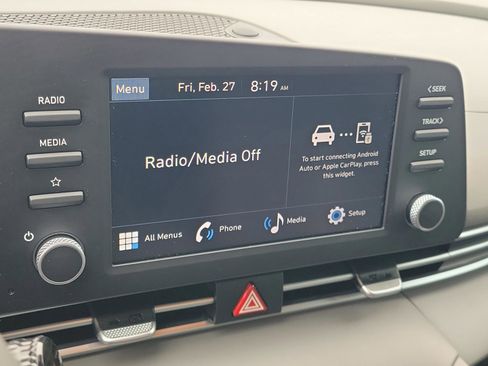 RADIO
MEDIA
Menu
Fri, Feb. 27
8:19 AM
Radio/Media Off
To start connecting Android
Auto or Apple CarPlay, press
this widget.
All Menus
Phone
Media
Setup
<SEEK
TRACK>
SETUP